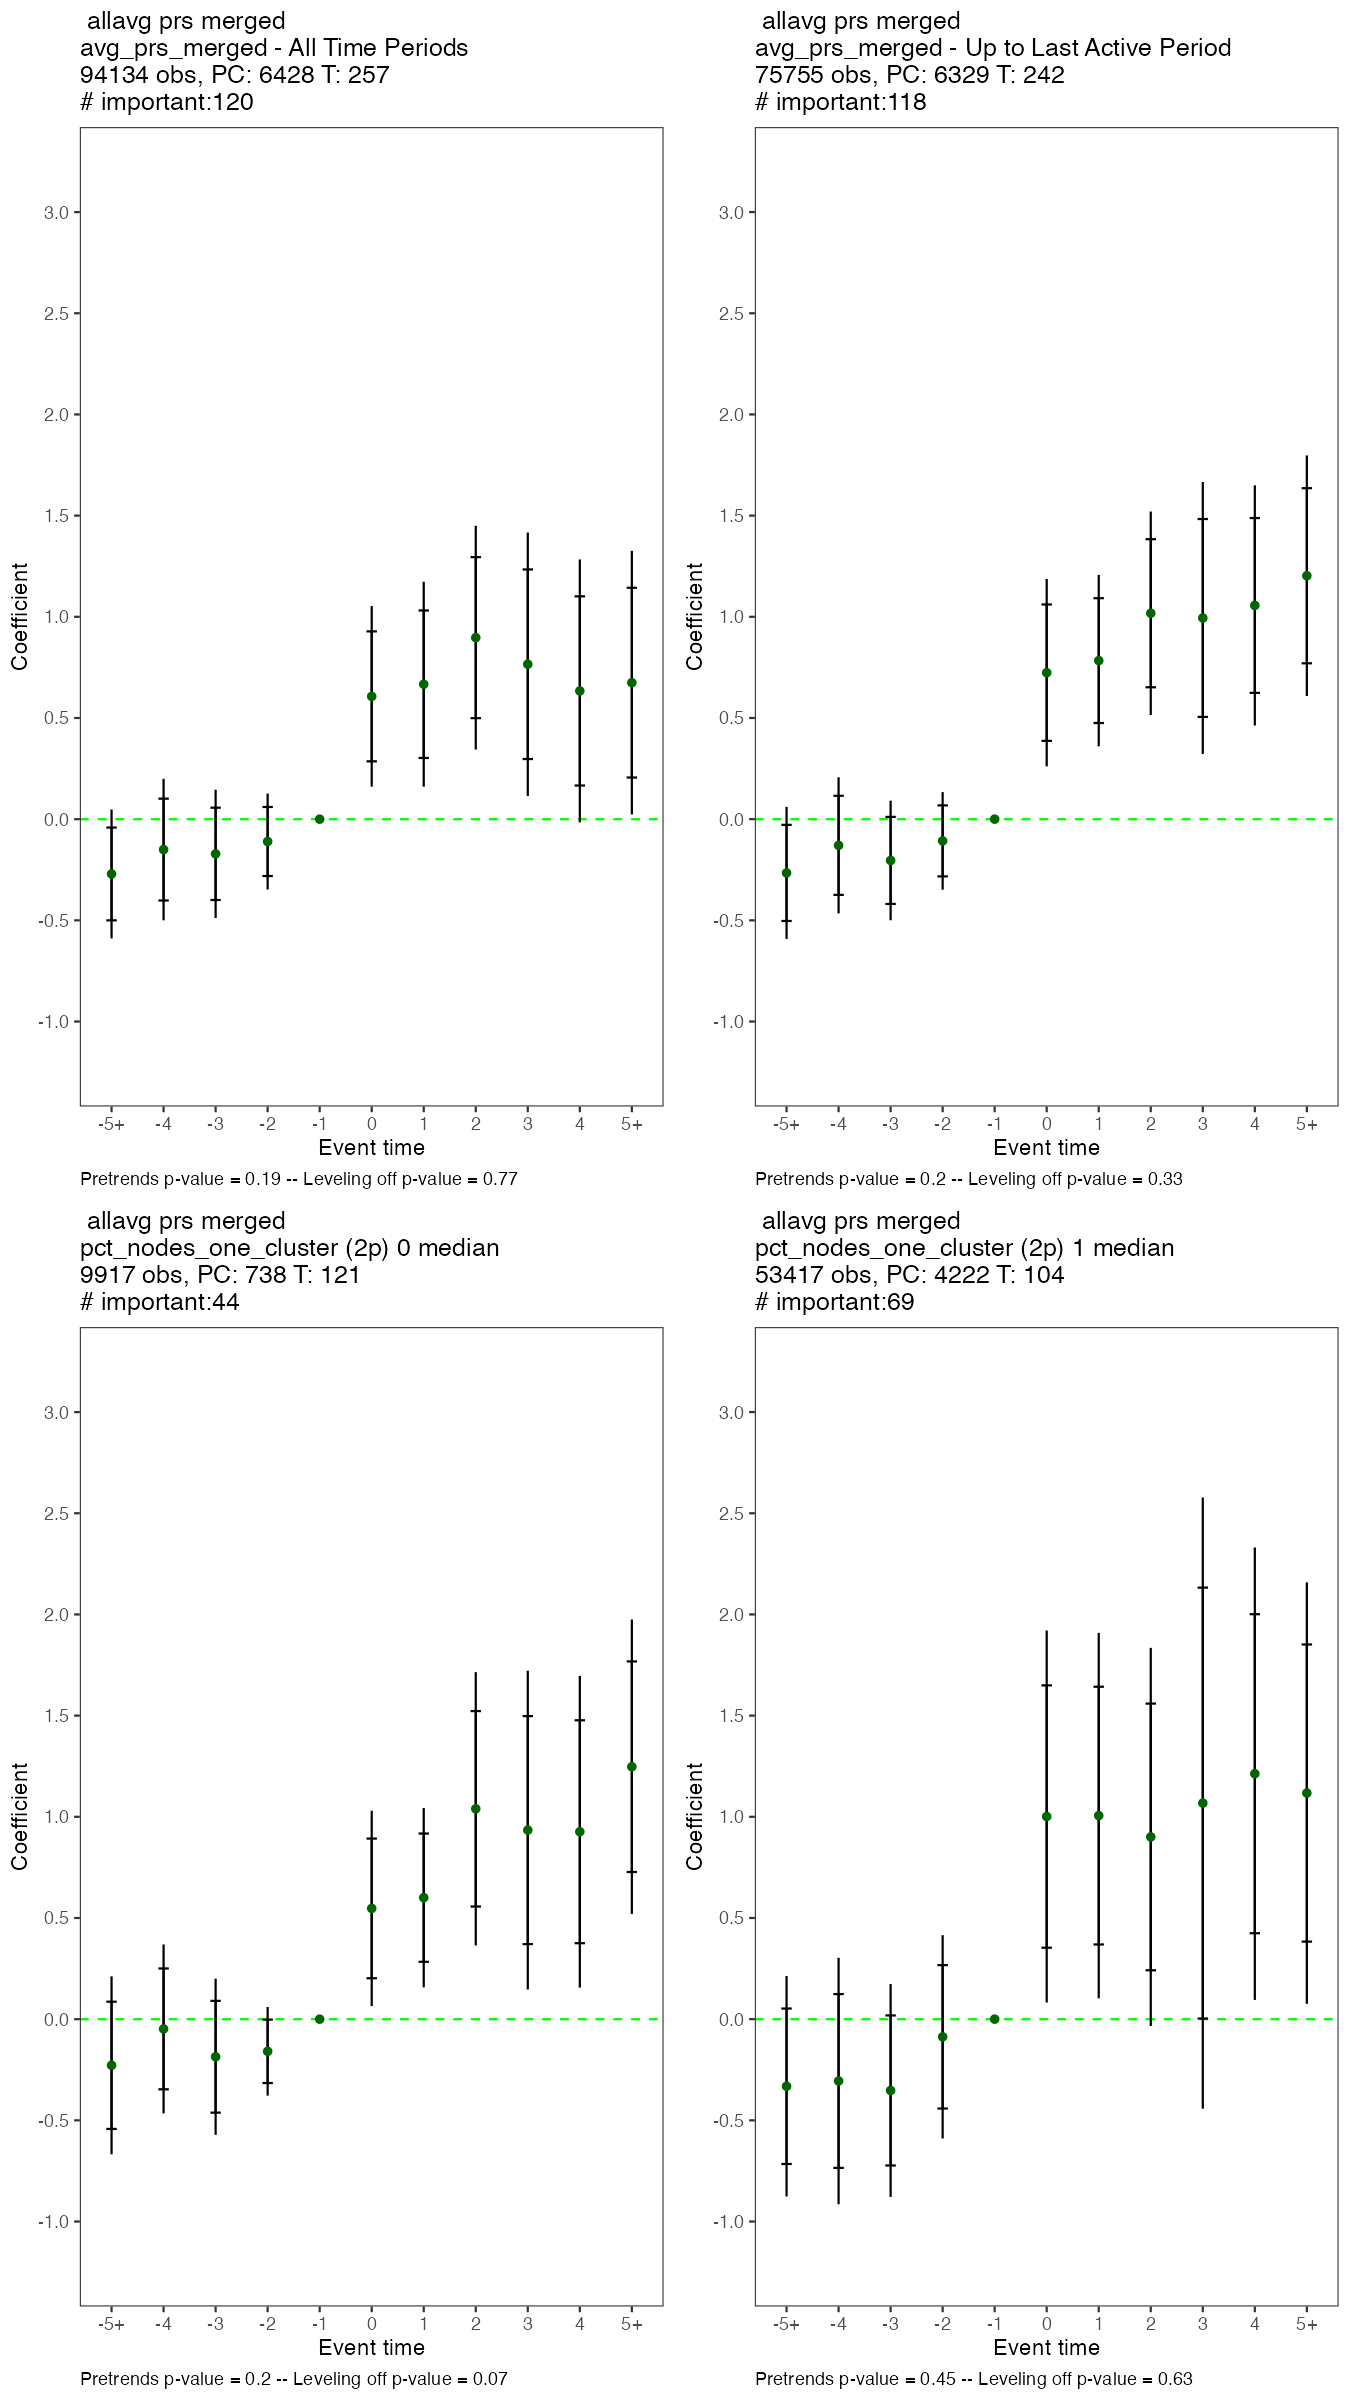 allavg prs merged
avg_prs_merged - All Time Periods
94134 obs, PC: 6428 T: 257
# important:120
3.0
2.5
2.0
1.5
1.0
0.5
0.0
-0.5
-1.0
Coefficient
-5+ -4 -3 -2 -1 0 1 2 3 4 5+
Event time
Pretrends p-value = 0.19 -- Leveling off p-value = 0.77
allavg prs merged
avg_prs_merged - Up to Last Active Period
75755 obs, PC: 6329 T: 242
# important:118
3.0
2.5
2.0
1.5
1.0
0.5
0.0
-0.5
-1.0
Coefficient
-5+ -4 -3 -2 -1 0 1 2 3 4 5+
Event time
Pretrends p-value = 0.2 -- Leveling off p-value = 0.33
allavg prs merged
pct_nodes_one_cluster (2p) 0 median
9917 obs, PC: 738 T: 121
# important:44
3.0
2.5
2.0
1.5
1.0
0.5
0.0
-0.5
-1.0
Coefficient
-5+ -4 -3 -2 -1 0 1 2 3 4 5+
Event time
Pretrends p-value = 0.2 -- Leveling off p-value = 0.07
allavg prs merged
pct_nodes_one_cluster (2p) 1 median
53417 obs, PC: 4222 T: 104
# important:69
3.0
2.5
2.0
1.5
1.0
0.5
0.0
-0.5
-1.0
Coefficient
-5+ -4 -3 -2 -1 0 1 2 3 4 5+
Event time
Pretrends p-value = 0.45 -- Leveling off p-value = 0.63